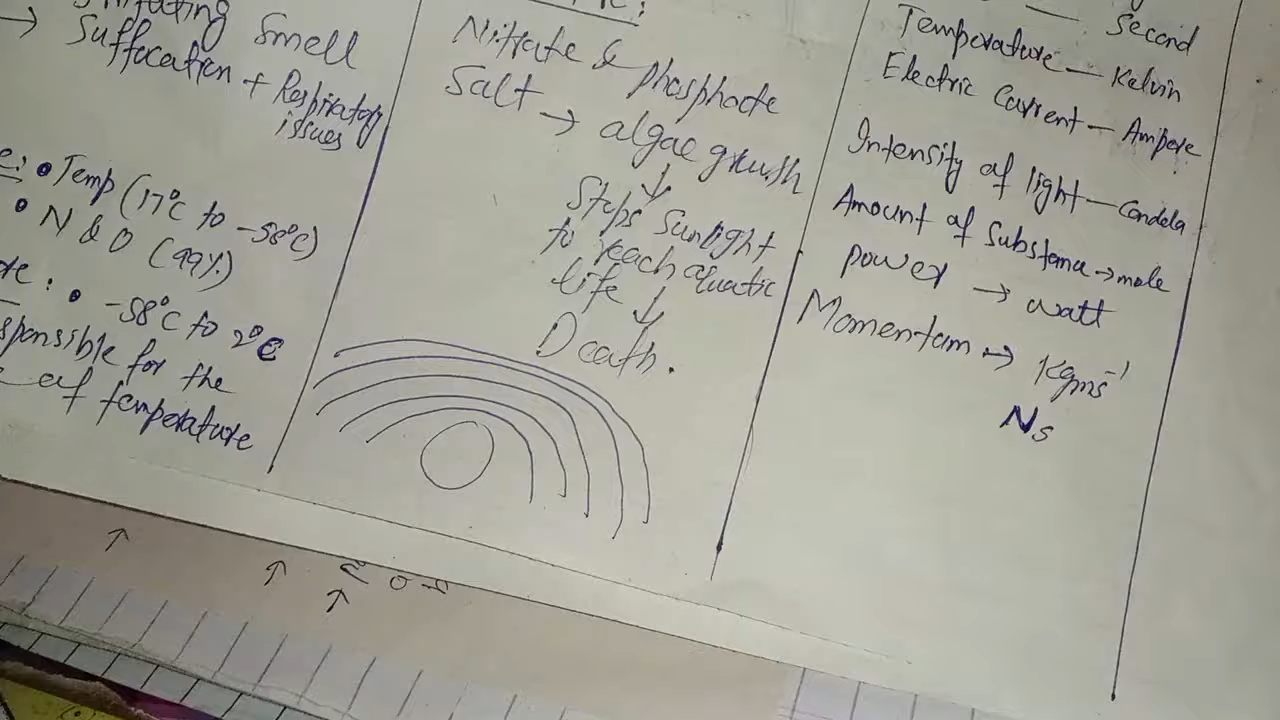 Smell
→ Suffocation + Respiratory
issues
• Temp (17°C to -58°C)
• N & O (99%)
• -58°C to 2°C
for the
of temperature
Nitrate & phosphate
Salt → algae growth
↓
Stops Sunlight
to reach aquatic
life ↓
Death.
— Second
Temperature — Kelvin
Electric Current — Ampere
Intensity of light — Candela
Amount of Substance → mole
power → watt
Momentum → Kgms⁻¹
Ns